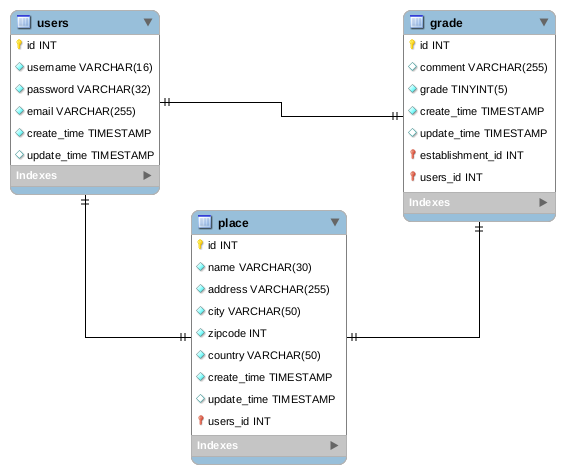 users
id INT
username VARCHAR(16)
password VARCHAR(32)
email VARCHAR(255)
create_time TIMESTAMP
update_time TIMESTAMP
Indexes
grade
id INT
comment VARCHAR(255)
grade TINYINT(5)
create_time TIMESTAMP
update_time TIMESTAMP
establishment_id INT
users_id INT
Indexes
place
id INT
name VARCHAR(30)
address VARCHAR(255)
city VARCHAR(50)
zipcode INT
country VARCHAR(50)
create_time TIMESTAMP
update_time TIMESTAMP
users_id INT
Indexes